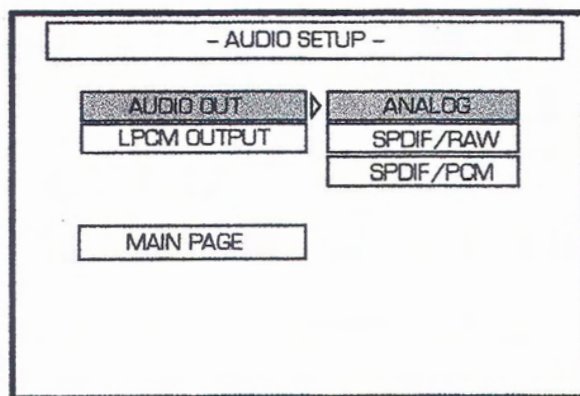 - AUDIO SETUP -
AUDIO OUT
ANALOG
LPCM OUTPUT
SPDIF/RAW
SPDIF/PCM
MAIN PAGE